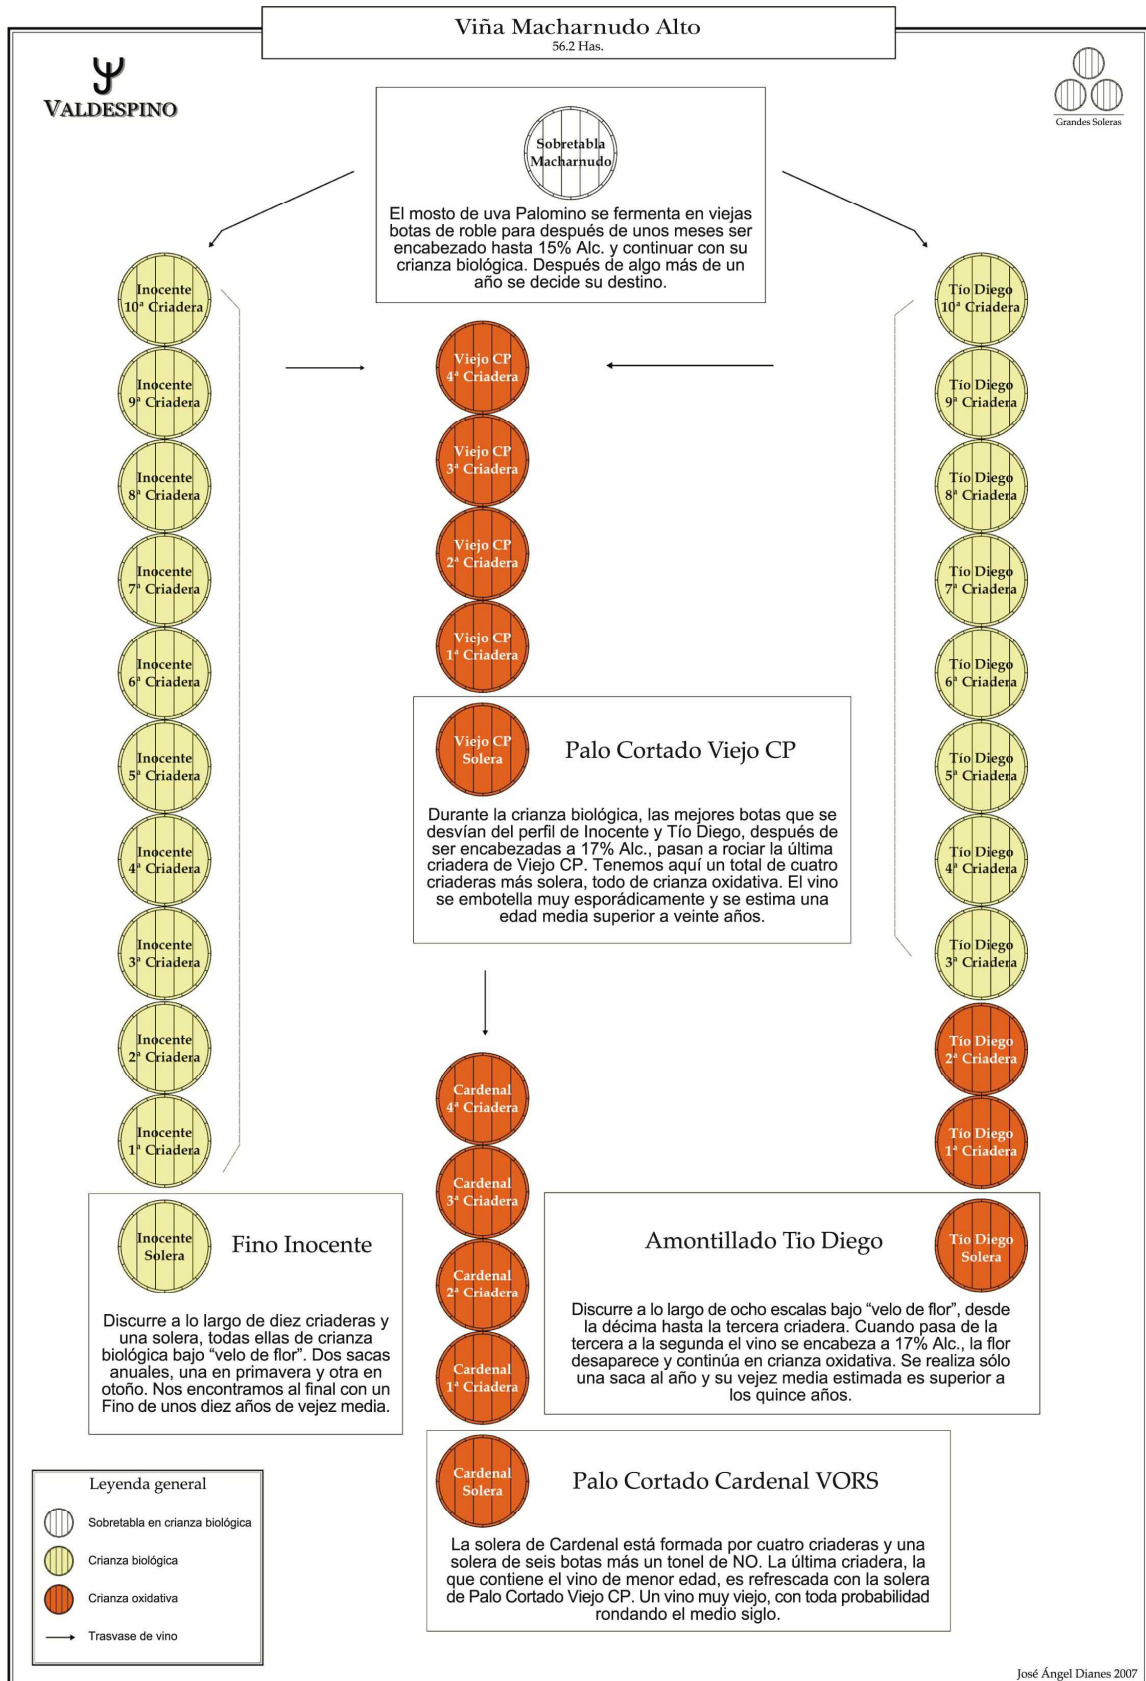 Viña Macharnudo Alto
56.2 Has.
VALDESPINO
Grandes Soleras
Sobretabla
Macharnudo
El mosto de uva Palomino se fermenta en viejas
botas de roble para después de unos meses ser
encabezado hasta 15% Alc. y continuar con su
crianza biológica. Después de algo más de un
año se decide su destino.
Inocente
10ª Criadera
Inocente
9ª Criadera
Inocente
8ª Criadera
Inocente
7ª Criadera
Inocente
6ª Criadera
Inocente
5ª Criadera
Inocente
4ª Criadera
Inocente
3ª Criadera
Inocente
2ª Criadera
Inocente
1ª Criadera
Inocente
Solera
Fino Inocente
Discurre a lo largo de diez criaderas y
una solera, todas ellas de crianza
biológica bajo “velo de flor”. Dos sacas
anuales, una en primavera y otra en
otoño. Nos encontramos al final con un
Fino de unos diez años de vejez media.
Viejo CP
4ª Criadera
Viejo CP
3ª Criadera
Viejo CP
2ª Criadera
Viejo CP
1ª Criadera
Viejo CP
Solera
Palo Cortado Viejo CP
Durante la crianza biológica, las mejores botas que se
desvían del perfil de Inocente y Tío Diego, después de
ser encabezadas a 17% Alc., pasan a rociar la última
criadera de Viejo CP. Tenemos aquí un total de cuatro
criaderas más solera, todo de crianza oxidativa. El vino
se embotella muy esporádicamente y se estima una
edad media superior a veinte años.
Tío Diego
10ª Criadera
Tío Diego
9ª Criadera
Tío Diego
8ª Criadera
Tío Diego
7ª Criadera
Tío Diego
6ª Criadera
Tío Diego
5ª Criadera
Tío Diego
4ª Criadera
Tío Diego
3ª Criadera
Tío Diego
2ª Criadera
Tío Diego
1ª Criadera
Tío Diego
Solera
Amontillado Tio Diego
Discurre a lo largo de ocho escalas bajo “velo de flor”, desde
la décima hasta la tercera criadera. Cuando pasa de la
tercera a la segunda el vino se encabeza a 17% Alc., la flor
desaparece y continúa en crianza oxidativa. Se realiza sólo
una saca al año y su vejez media estimada es superior a
los quince años.
Cardenal
4ª Criadera
Cardenal
3ª Criadera
Cardenal
2ª Criadera
Cardenal
1ª Criadera
Cardenal
Solera
Palo Cortado Cardenal VORS
La solera de Cardenal está formada por cuatro criaderas y una
solera de seis botas más un tonel de NO. La última criadera, la
que contiene el vino de menor edad, es refrescada con la solera
de Palo Cortado Viejo CP. Un vino muy viejo, con toda probabilidad
rondando el medio siglo.
Leyenda general
Sobretabla en crianza biológica
Crianza biológica
Crianza oxidativa
Trasvase de vino
José Ángel Dianes 2007